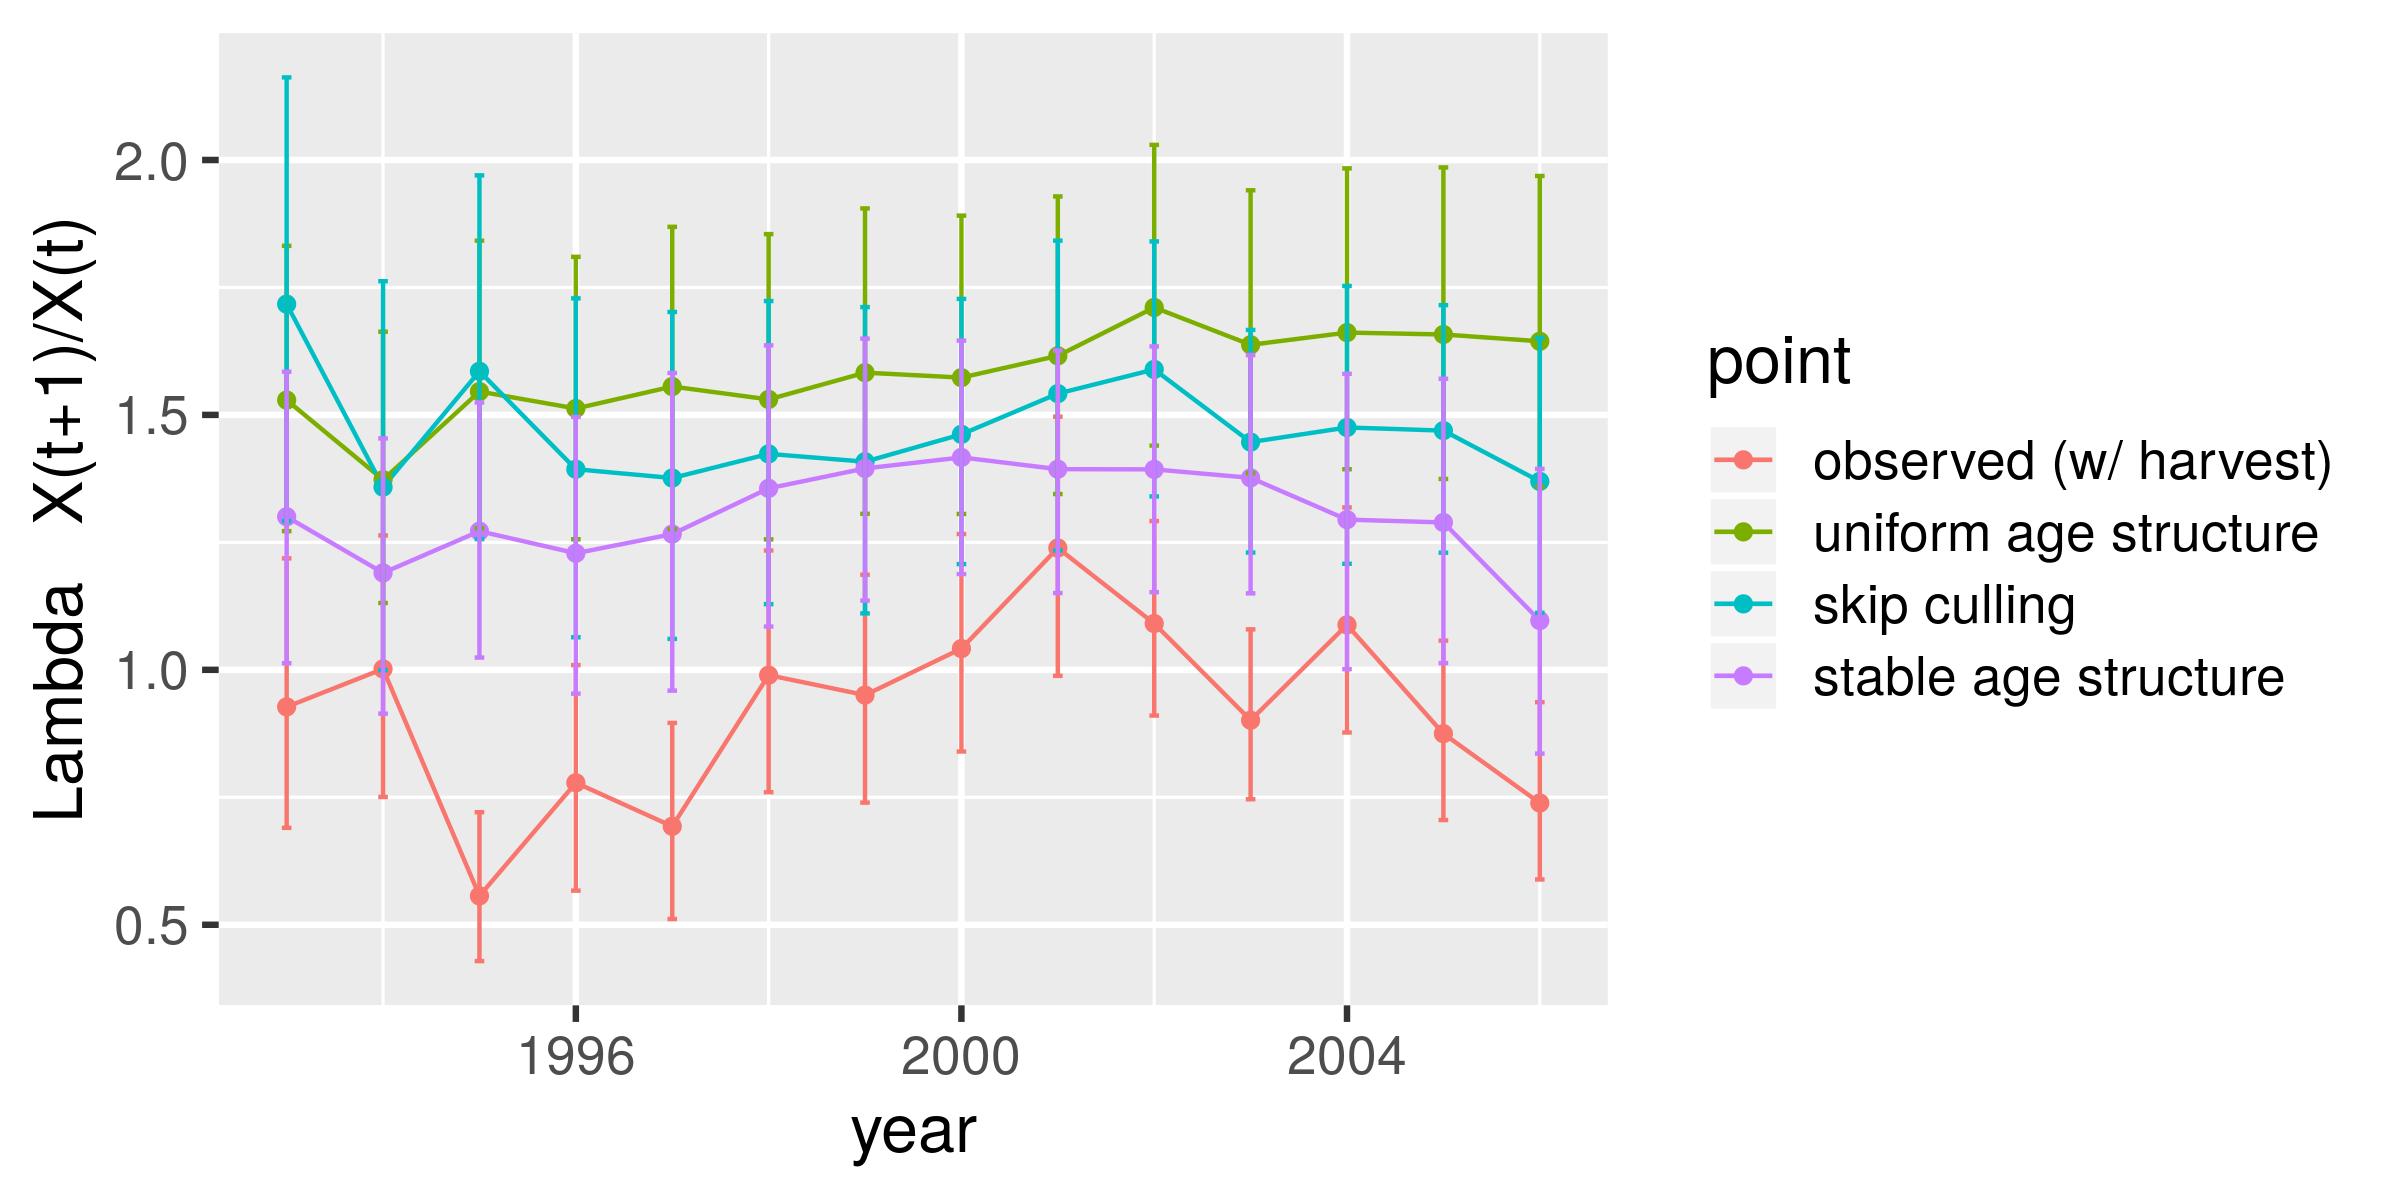 2.0
1.5
1.0
0.5
Lambda X(t+1)/X(t)
1996 2000 2004
year
point
observed (w/ harvest)
uniform age structure
skip culling
stable age structure